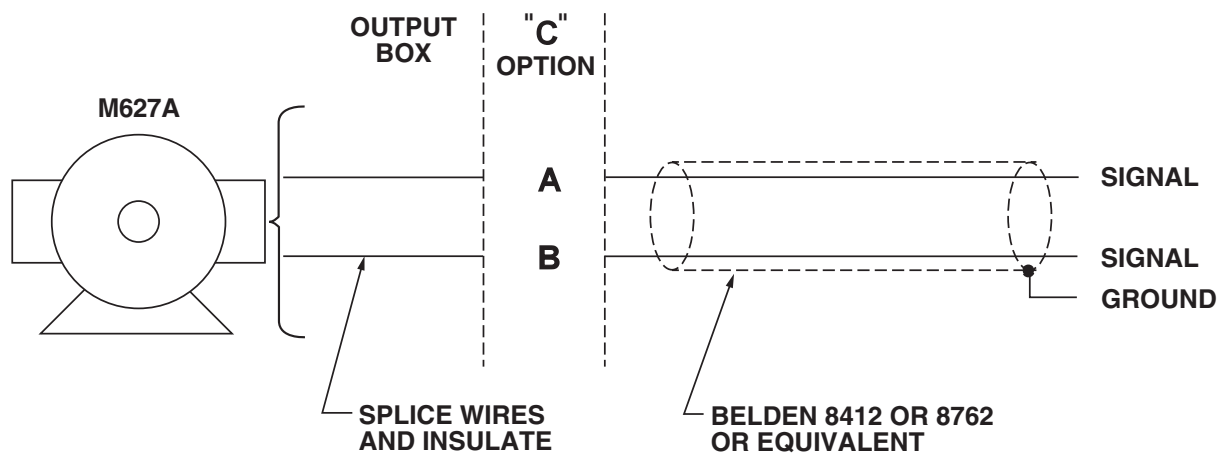 OUTPUT
BOX
"C"
OPTION
M627A
A
SIGNAL
B
SIGNAL
GROUND
SPLICE WIRES
AND INSULATE
BELDEN 8412 OR 8762
OR EQUIVALENT